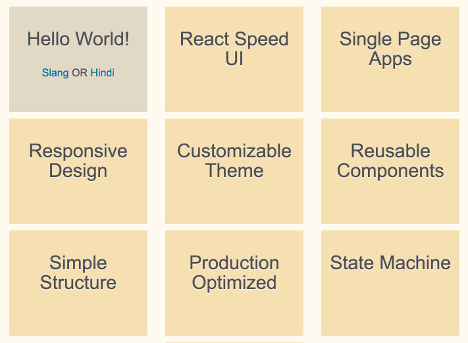 Hello World!
Slang OR Hindi
React Speed
UI
Single Page
Apps
Responsive
Design
Customizable
Theme
Reusable
Components
Simple
Structure
Production
Optimized
State Machine